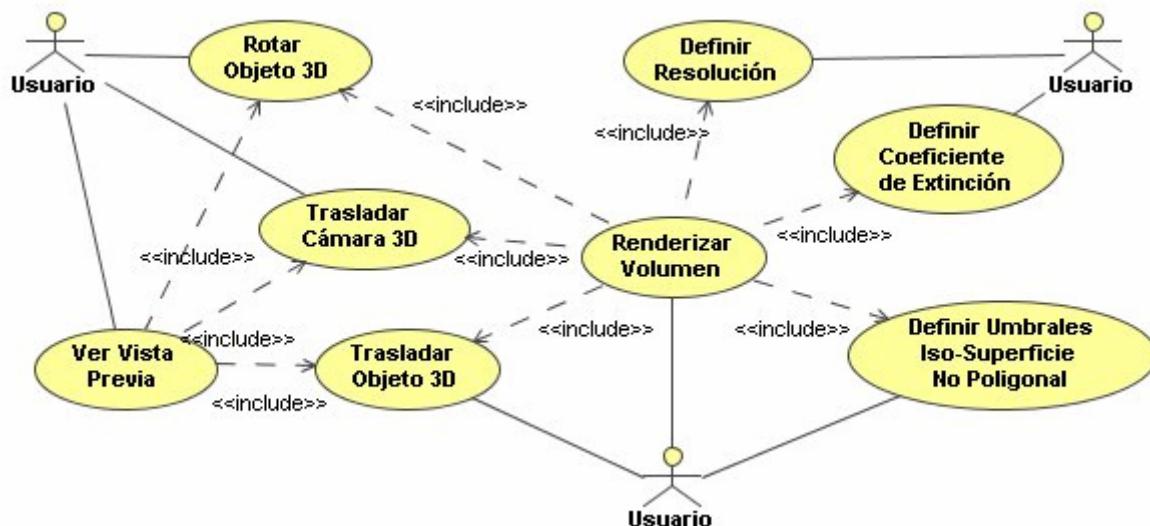 Usuario
Rotar
Objeto 3D
Definir
Resolución
Usuario
<<include>>
<<include>>
Definir
Coeficiente
de Extinción
Trasladar
Cámara 3D
<<include>>
<<include>>
<<include>>
Renderizar
Volumen
<<include>>
<<include>>
<<include>>
Ver Vista
Previa
Trasladar
Objeto 3D
Definir Umbrales
Iso-Superficie
No Poligonal
<<include>>
Usuario